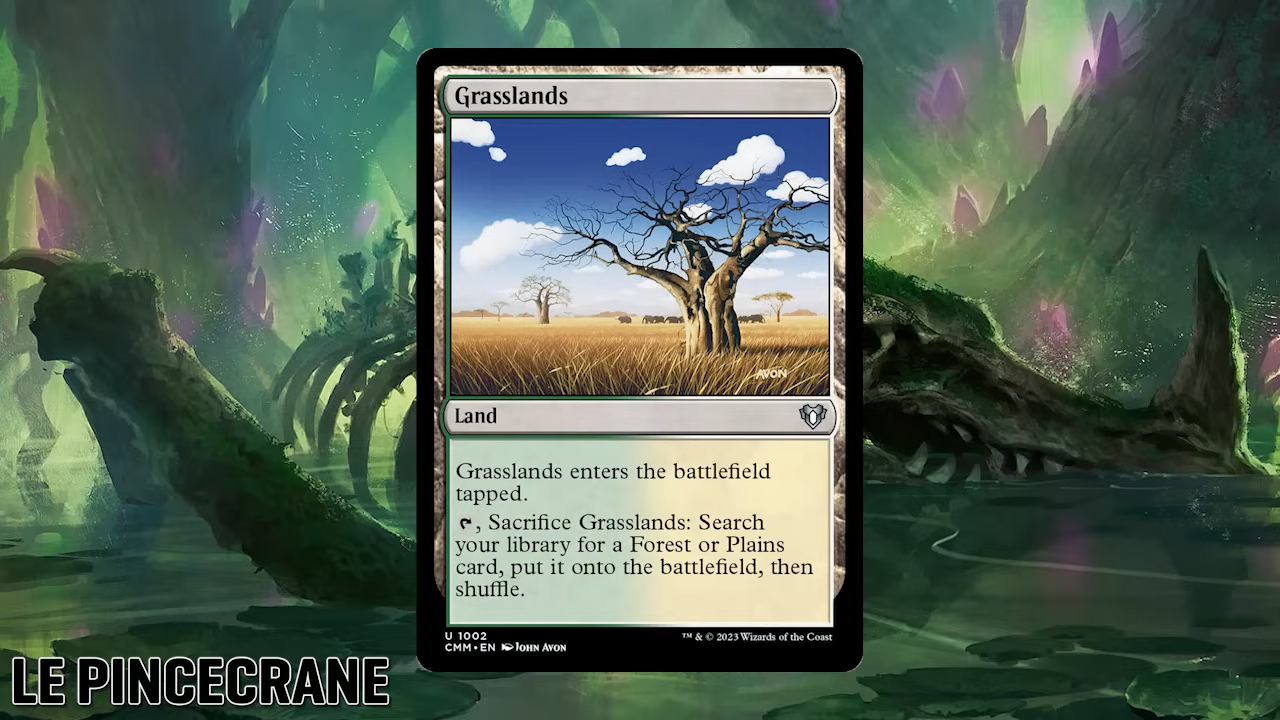 Grasslands
AVON
Land
Grasslands enters the battlefield
tapped.
, Sacrifice Grasslands: Search
your library for a Forest or Plains
card, put it onto the battlefield, then
shuffle.
U 1002
™ & © 2023 Wizards of the Coast
CMM • EN John Avon
LE PINCECRANE